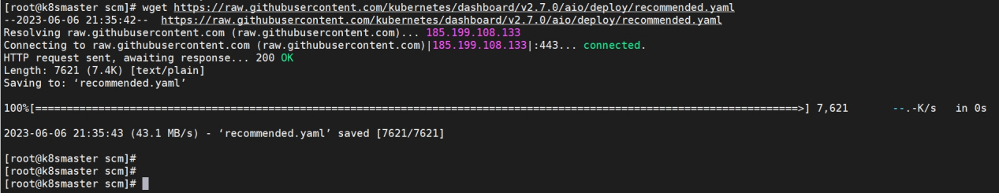 [root@k8smaster scm]# wget https://raw.githubusercontent.com/kubernetes/dashboard/v2.7.0/aio/deploy/recommended.yaml
--2023-06-06 21:35:42--  https://raw.githubusercontent.com/kubernetes/dashboard/v2.7.0/aio/deploy/recommended.yaml
Resolving raw.githubusercontent.com (raw.githubusercontent.com)... 185.199.108.133
Connecting to raw.githubusercontent.com (raw.githubusercontent.com)|185.199.108.133|:443... connected.
HTTP request sent, awaiting response... 200 OK
Length: 7621 (7.4K) [text/plain]
Saving to: ‘recommended.yaml’
100%[=========================================================================================================================>] 7,621       --.-K/s   in 0s
2023-06-06 21:35:43 (43.1 MB/s) - ‘recommended.yaml’ saved [7621/7621]
[root@k8smaster scm]#
[root@k8smaster scm]#
[root@k8smaster scm]#